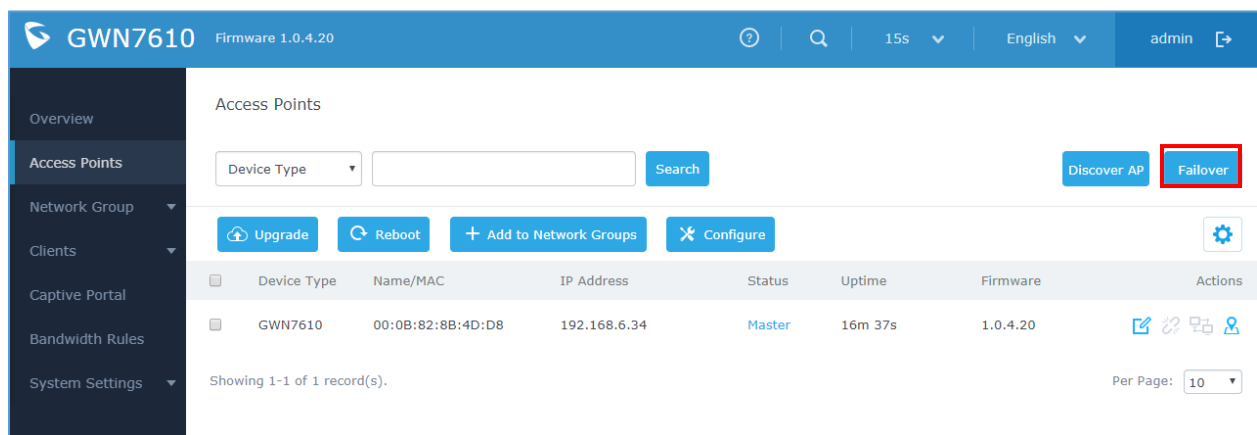 GWN7610 Firmware 1.0.4.20 15s English admin
Overview
Access Points
Network Group
Clients
Captive Portal
Bandwidth Rules
System Settings
Access Points
Device Type Search Discover AP Failover
Upgrade Reboot Add to Network Groups Configure
Device Type Name/MAC IP Address Status Uptime Firmware Actions
GWN7610 00:0B:82:8B:4D:D8 192.168.6.34 Master 16m 37s 1.0.4.20
Showing 1-1 of 1 record(s). Per Page: 10